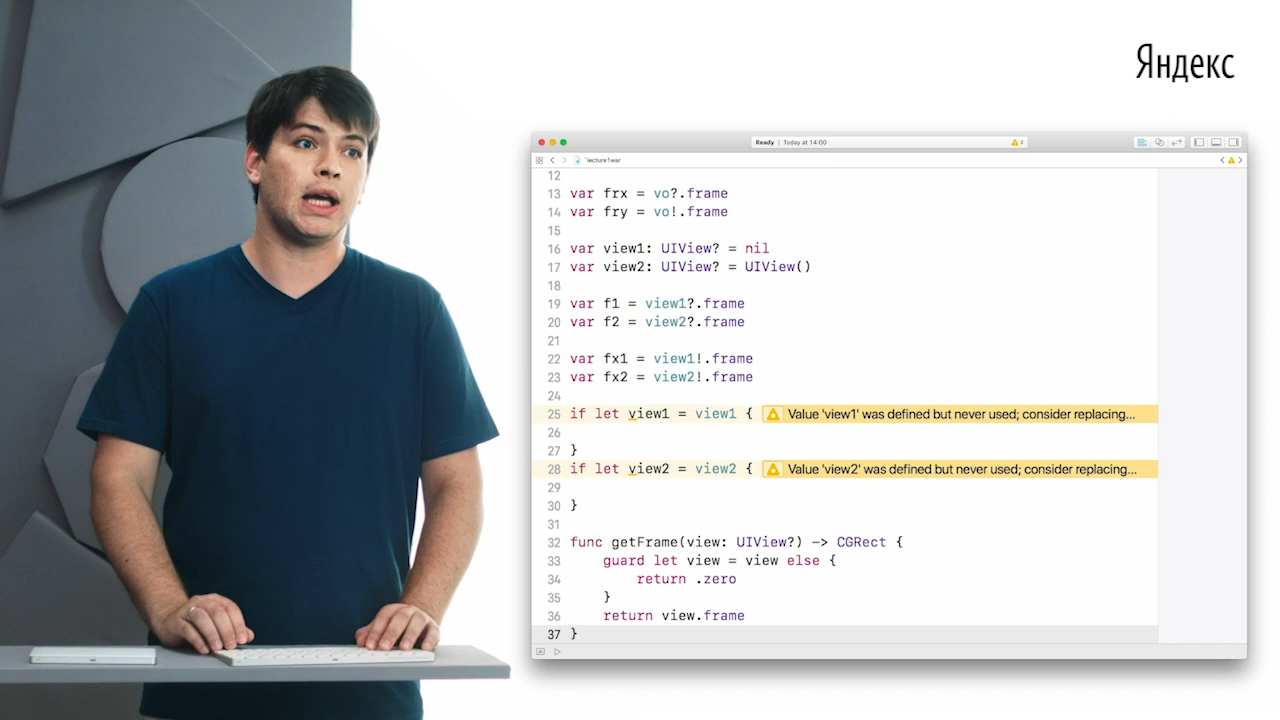 Яндекс
Ready | Today at 14:00
2
`lecture1war
12
13 var frx = vo?.frame
14 var fry = vo!.frame
15
16 var view1: UIView? = nil
17 var view2: UIView? = UIView()
18
19 var f1 = view1?.frame
20 var f2 = view2?.frame
21
22 var fx1 = view1!.frame
23 var fx2 = view2!.frame
24
25 if let view1 = view1 { Value 'view1' was defined but never used; consider replacing...
26
27 }
28 if let view2 = view2 { Value 'view2' was defined but never used; consider replacing...
29
30 }
31
32 func getFrame(view: UIView?) -> CGRect {
33 guard let view = view else {
34 return .zero
35 }
36 return view.frame
37 }